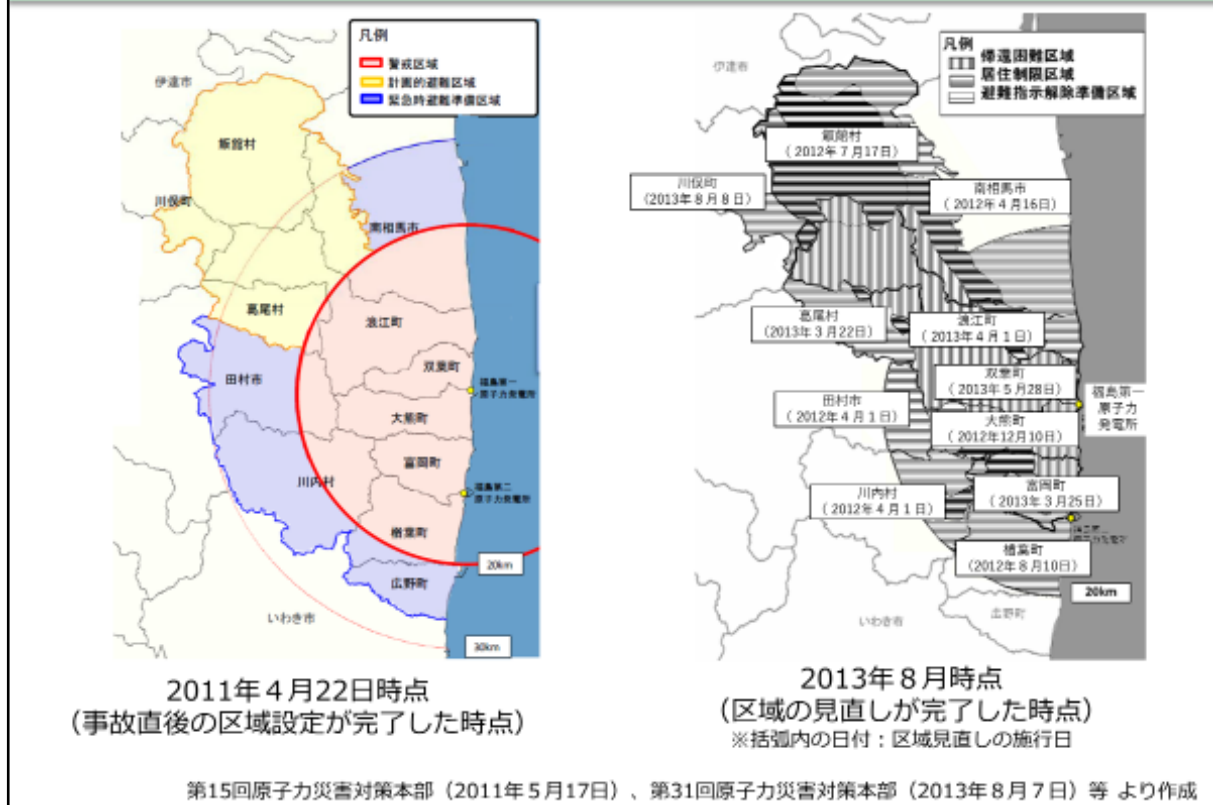 凡例
警戒区域
計画的避難区域
緊急時避難準備区域
伊達市
飯舘村
川俣町
南相馬市
葛尾村
浪江町
双葉町
田村市
福島第一
原子力発電所
大熊町
富岡町
川内村
福島第二
原子力発電所
楢葉町
20km
広野町
いわき市
30km
2011年4月22日時点
(事故直後の区域設定が完了した時点)
凡例
帰還困難区域
居住制限区域
避難指示解除準備区域
伊達市
飯舘村
(2012年7月17日)
川俣町
(2013年8月8日)
南相馬市
(2012年4月16日)
葛尾村
(2013年3月22日)
浪江町
(2013年4月1日)
双葉町
(2013年5月28日)
福島第一
原子力
発電所
田村市
(2012年4月1日)
大熊町
(2012年12月10日)
富岡町
(2013年3月25日)
川内村
(2012年4月1日)
楢葉町
(2012年8月10日)
20km
広野町
いわき市
2013年8月時点
(区域の見直しが完了した時点)
※括弧内の日付:区域見直しの施行日
第15回原子力災害対策本部(2011年5月17日)、第31回原子力災害対策本部(2013年8月7日)等 より作成